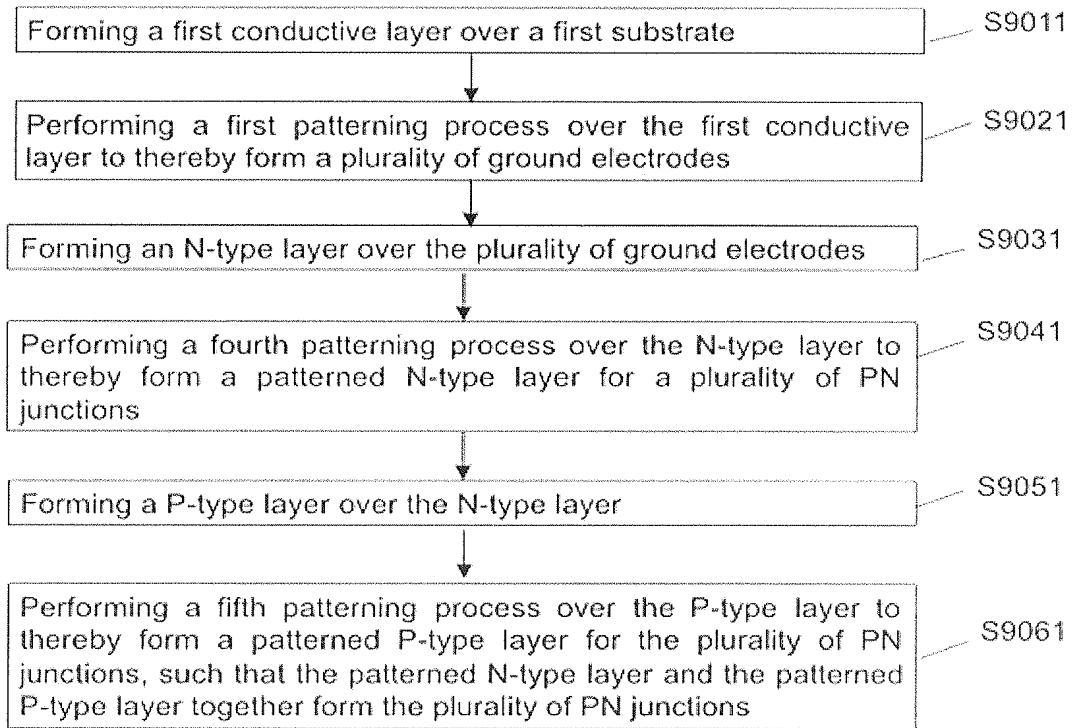 Forming a first conductive layer over a first substrate
S9011
Performing a first patterning process over the first conductive
layer to thereby form a plurality of ground electrodes
S9021
Forming an N-type layer over the plurality of ground electrodes
S9031
Performing a fourth patterning process over the N-type layer to
thereby form a patterned N-type layer for a plurality of PN
junctions
S9041
Forming a P-type layer over the N-type layer
S9051
Performing a fifth patterning process over the P-type layer to
thereby form a patterned P-type layer for the plurality of PN
junctions, such that the patterned N-type layer and the patterned
P-type layer together form the plurality of PN junctions
S9061